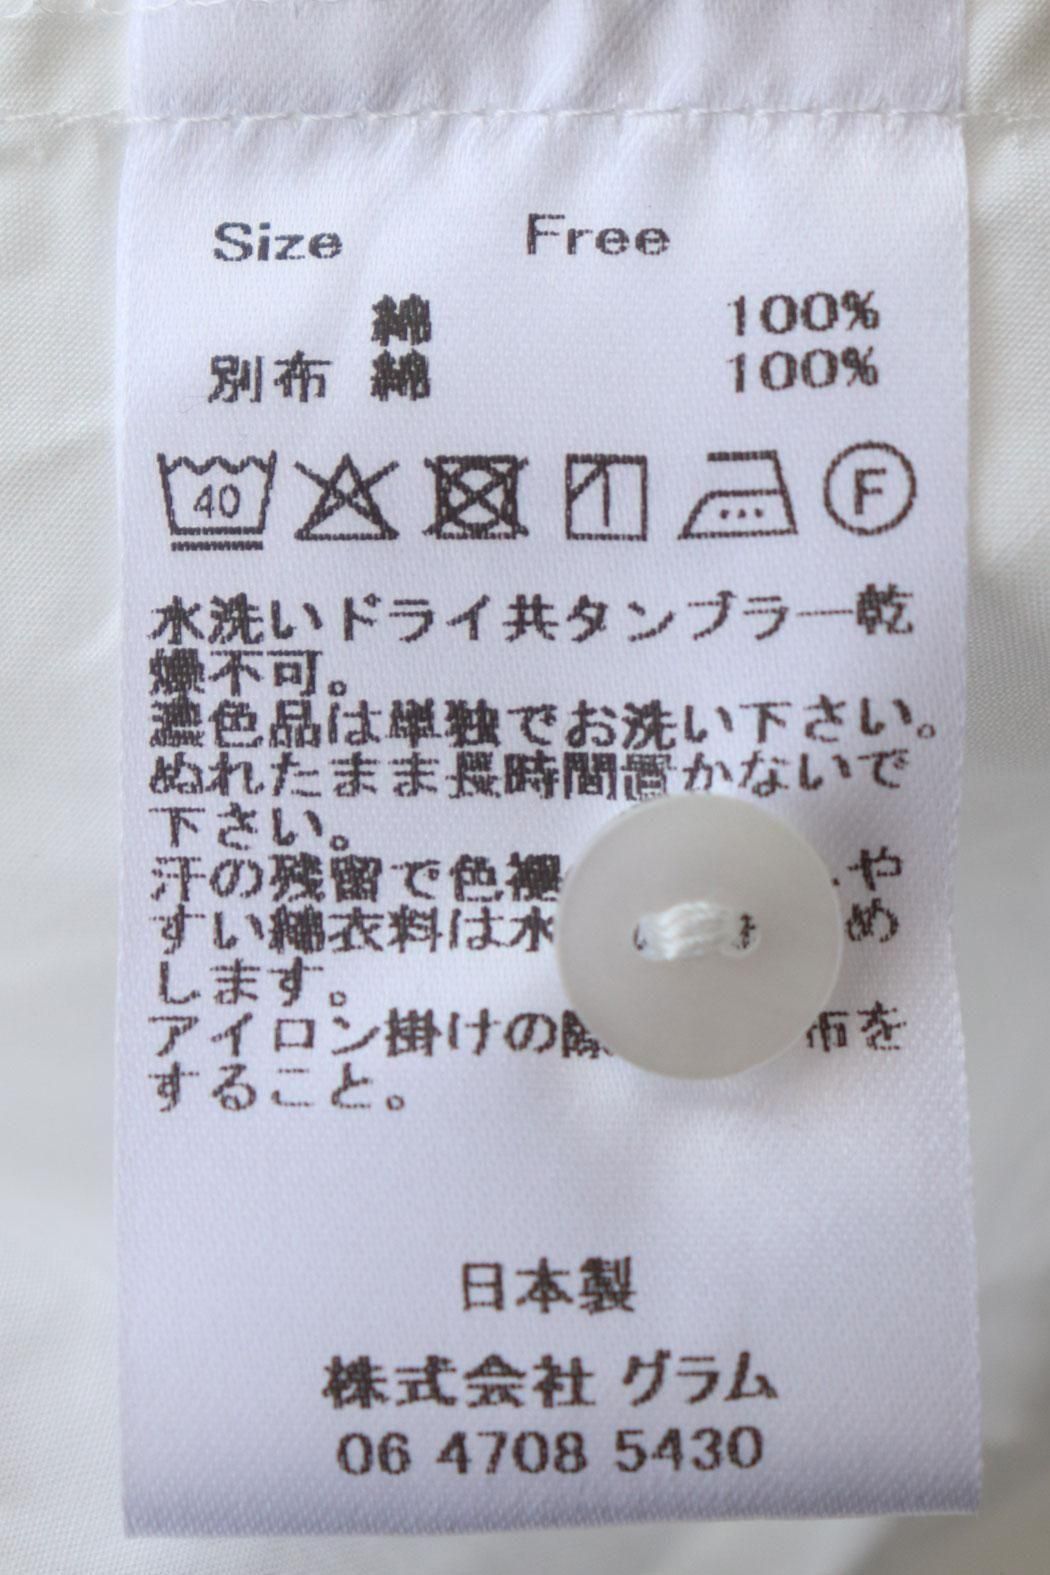 Size Free
綿 100%
別布 綿 100%
40
F
水洗いドライ共タンブラー乾
燥不可。
濃色品は単独でお洗い下さい。
ぬれたまま長時間置かないで
下さい。
汗の残留で色褪 や
すい綿衣料は水 め
します。
アイロン掛けの際 布を
すること。
日本製
株式会社 グラム
06 4708 5430